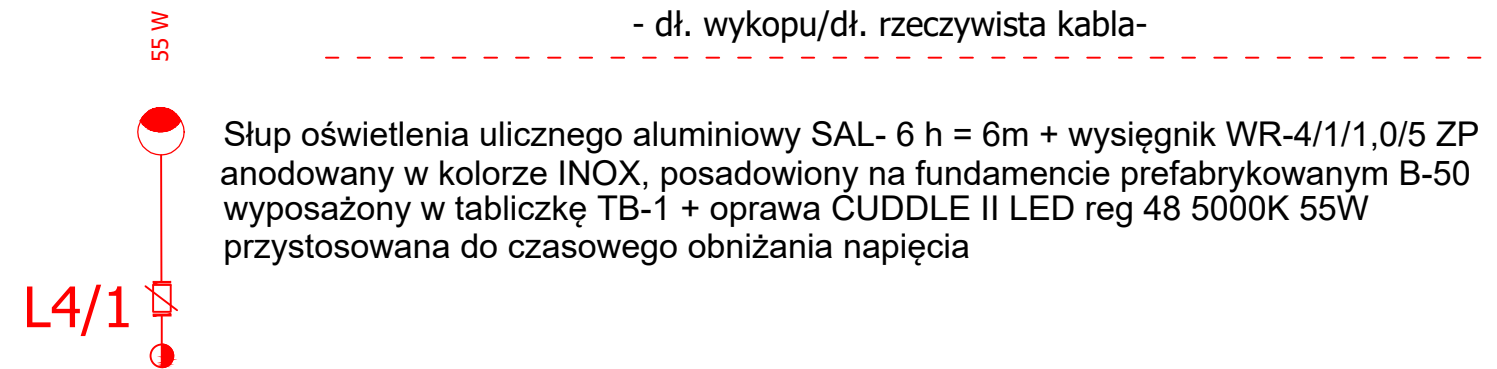 55 W
- dł. wykopu/dł. rzeczywista kabla-
Słup oświetlenia ulicznego aluminiowy SAL- 6 h = 6m + wysięgnik WR-4/1/1,0/5 ZP
anodowany w kolorze INOX, posadowiony na fundamencie prefabrykowanym B-50
wyposażony w tabliczkę TB-1 + oprawa CUDDLE II LED reg 48 5000K 55W
przystosowana do czasowego obniżania napięcia
L4/1